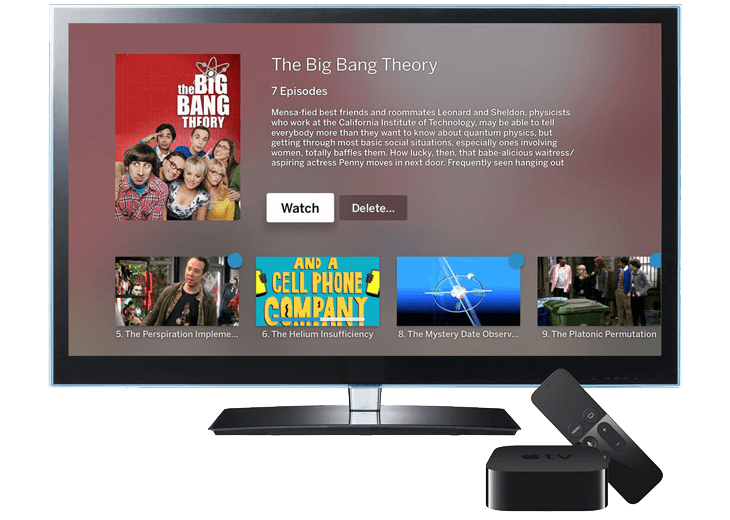 The Big Bang Theory
7 Episodes
Mensa-fied best friends and roommates Leonard and Sheldon, physicists
who work at the California Institute of Technology, may be able to tell
everybody more than they want to know about quantum physics, but
getting through most basic social situations, especially ones involving
women, totally baffles them. How lucky, then, that babe-alicious waitress/
aspiring actress Penny moves in next door. Frequently seen hanging out
the BIG
BANG
THEORY
Watch
Delete...
AND A
CELL PHONE
COMPANY
5. The Perspiration Impleme...
6. The Helium Insufficiency
8. The Mystery Date Observ...
9. The Platonic Permutation
MENU
tv